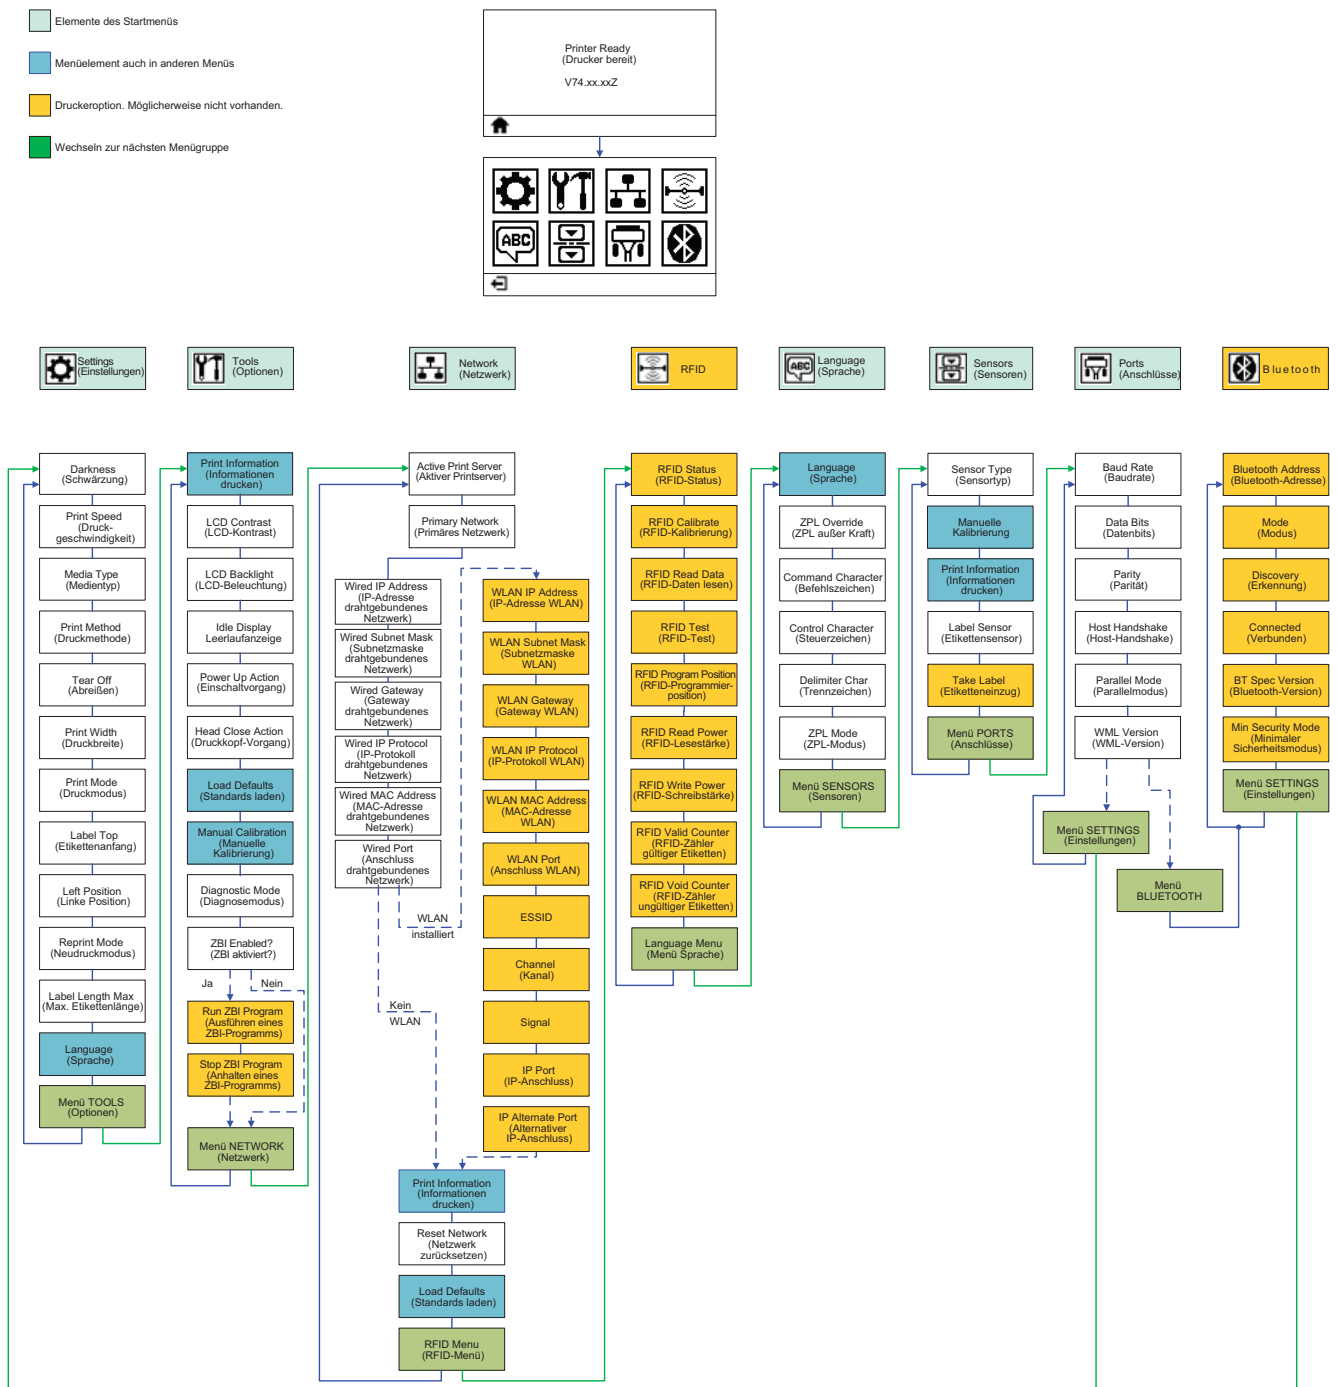 Elemente des Startmenüs
Menüelement auch in anderen Menüs
Druckeroption. Möglicherweise nicht vorhanden.
Wechseln zur nächsten Menügruppe
Printer Ready
(Drucker bereit)
V74.xx.xxZ
ABC
Settings
(Einstellungen)
Tools
(Optionen)
Network
(Netzwerk)
RFID
ABC
Language
(Sprache)
Sensors
(Sensoren)
Ports
(Anschlüsse)
Bluetooth
Darkness
(Schwärzung)
Print Speed
(Druck-
geschwindigkeit)
Media Type
(Medientyp)
Print Method
(Druckmethode)
Tear Off
(Abreißen)
Print Width
(Druckbreite)
Print Mode
(Druckmodus)
Label Top
(Etikettenanfang)
Left Position
(Linke Position)
Reprint Mode
(Neudruckmodus)
Label Length Max
(Max. Etikettenlänge)
Language
(Sprache)
Menü TOOLS
(Optionen)
Print Information
(Informationen
drucken)
LCD Contrast
(LCD-Kontrast)
LCD Backlight
(LCD-Beleuchtung)
Idle Display
Leerlaufanzeige
Power Up Action
(Einschaltvorgang)
Head Close Action
(Druckkopf-Vorgang)
Load Defaults
(Standards laden)
Manual Calibration
(Manuelle
Kalibrierung)
Diagnostic Mode
(Diagnosemodus)
ZBI Enabled?
(ZBI aktiviert?)
Ja
Nein
Run ZBI Program
(Ausführen eines
ZBI-Programms)
Stop ZBI Program
(Anhalten eines
ZBI-Programms)
Menü NETWORK
(Netzwerk)
Active Print Server
(Aktiver Printserver)
Primary Network
(Primäres Netzwerk)
Wired IP Address
(IP-Adresse
drahtgebundenes
Netzwerk)
Wired Subnet Mask
(Subnetzmaske
drahtgebundenes
Netzwerk)
Wired Gateway
(Gateway
drahtgebundenes
Netzwerk)
Wired IP Protocol
(IP-Protokoll
drahtgebundenes
Netzwerk)
Wired MAC Address
(MAC-Adresse
drahtgebundenes
Netzwerk)
Wired Port
(Anschluss
drahtgebundenes
Netzwerk)
WLAN
installiert
Kein
WLAN
WLAN IP Address
(IP-Adresse WLAN)
WLAN Subnet Mask
(Subnetzmaske
WLAN)
WLAN Gateway
(Gateway WLAN)
WLAN IP Protocol
(IP-Protokoll WLAN)
WLAN MAC Address
(MAC-Adresse
WLAN)
WLAN Port
(Anschluss WLAN)
ESSID
Channel
(Kanal)
Signal
IP Port
(IP-Anschluss)
IP Alternate Port
(Alternativer
IP-Anschluss)
Print Information
(Informationen
drucken)
Reset Network
(Netzwerk
zurücksetzen)
Load Defaults
(Standards laden)
RFID Menu
(RFID-Menü)
RFID Status
(RFID-Status)
RFID Calibrate
(RFID-Kalibrierung)
RFID Read Data
(RFID-Daten lesen)
RFID Test
(RFID-Test)
RFID Program Position
(RFID-Programmier-
position)
RFID Read Power
(RFID-Lesestärke)
RFID Write Power
(RFID-Schreibstärke)
RFID Valid Counter
(RFID-Zähler
gültiger Etiketten)
RFID Void Counter
(RFID-Zähler
ungültiger Etiketten)
Language Menu
(Menü Sprache)
Language
(Sprache)
ZPL Override
(ZPL außer Kraft)
Command Character
(Befehlszeichen)
Control Character
(Steuerzeichen)
Delimiter Char
(Trennzeichen)
ZPL Mode
(ZPL-Modus)
Menü SENSORS
(Sensoren)
Sensor Type
(Sensortyp)
Manuelle
Kalibrierung
Print Information
(Informationen
drucken)
Label Sensor
(Etikettensensor)
Take Label
(Etiketteneinzug)
Menü PORTS
(Anschlüsse)
Baud Rate
(Baudrate)
Data Bits
(Datenbits)
Parity
(Parität)
Host Handshake
(Host-Handshake)
Parallel Mode
(Parallelmodus)
WML Version
(WML-Version)
Menü SETTINGS
(Einstellungen)
Menü
BLUETOOTH
Bluetooth Address
(Bluetooth-Adresse)
Mode
(Modus)
Discovery
(Erkennung)
Connected
(Verbunden)
BT Spec Version
(Bluetooth-Version)
Min Security Mode
(Minimaler
Sicherheitsmodus)
Menü SETTINGS
(Einstellungen)